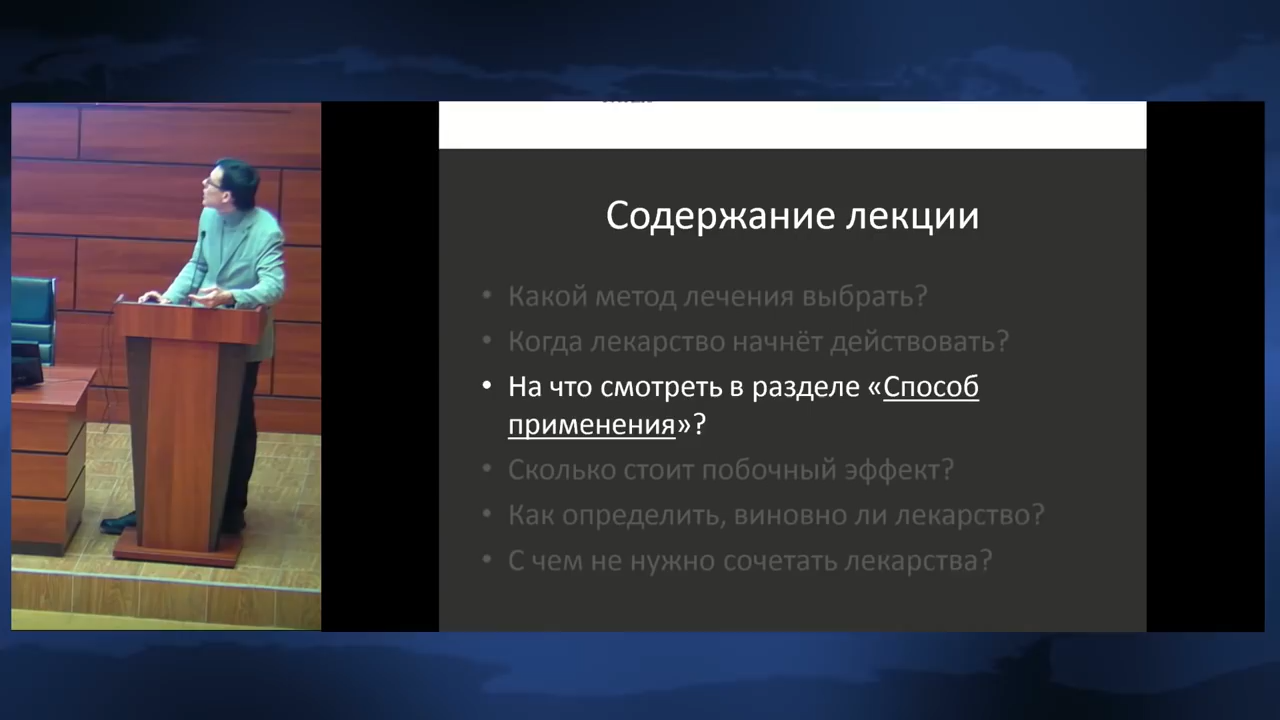 Содержание лекции
• Какой метод лечения выбрать?
• Когда лекарство начнёт действовать?
• На что смотреть в разделе «Способ
применения»?
• Сколько стоит побочный эффект?
• Как определить, виновно ли лекарство?
• С чем не нужно сочетать лекарства?